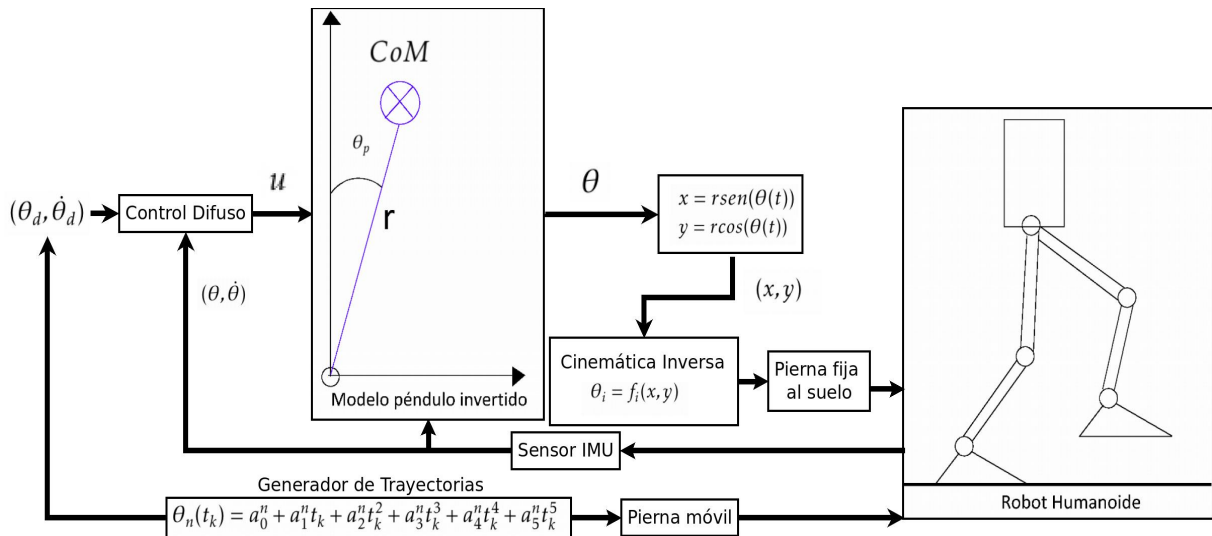 CoM
θ_p
r
(θ_d, θ̇_d)
Control Difuso
u
(θ, θ̇)
Modelo péndulo invertido
θ
x = rsen(θ(t))
y = rcos(θ(t))
(x, y)
Cinemática Inversa
θ_i = f_i(x, y)
Pierna fija
al suelo
Sensor IMU
Generador de Trayectorias
θ_n(t_k) = a_0^n + a_1^n t_k + a_2^n t_k^2 + a_3^n t_k^3 + a_4^n t_k^4 + a_5^n t_k^5
Pierna móvil
Robot Humanoide